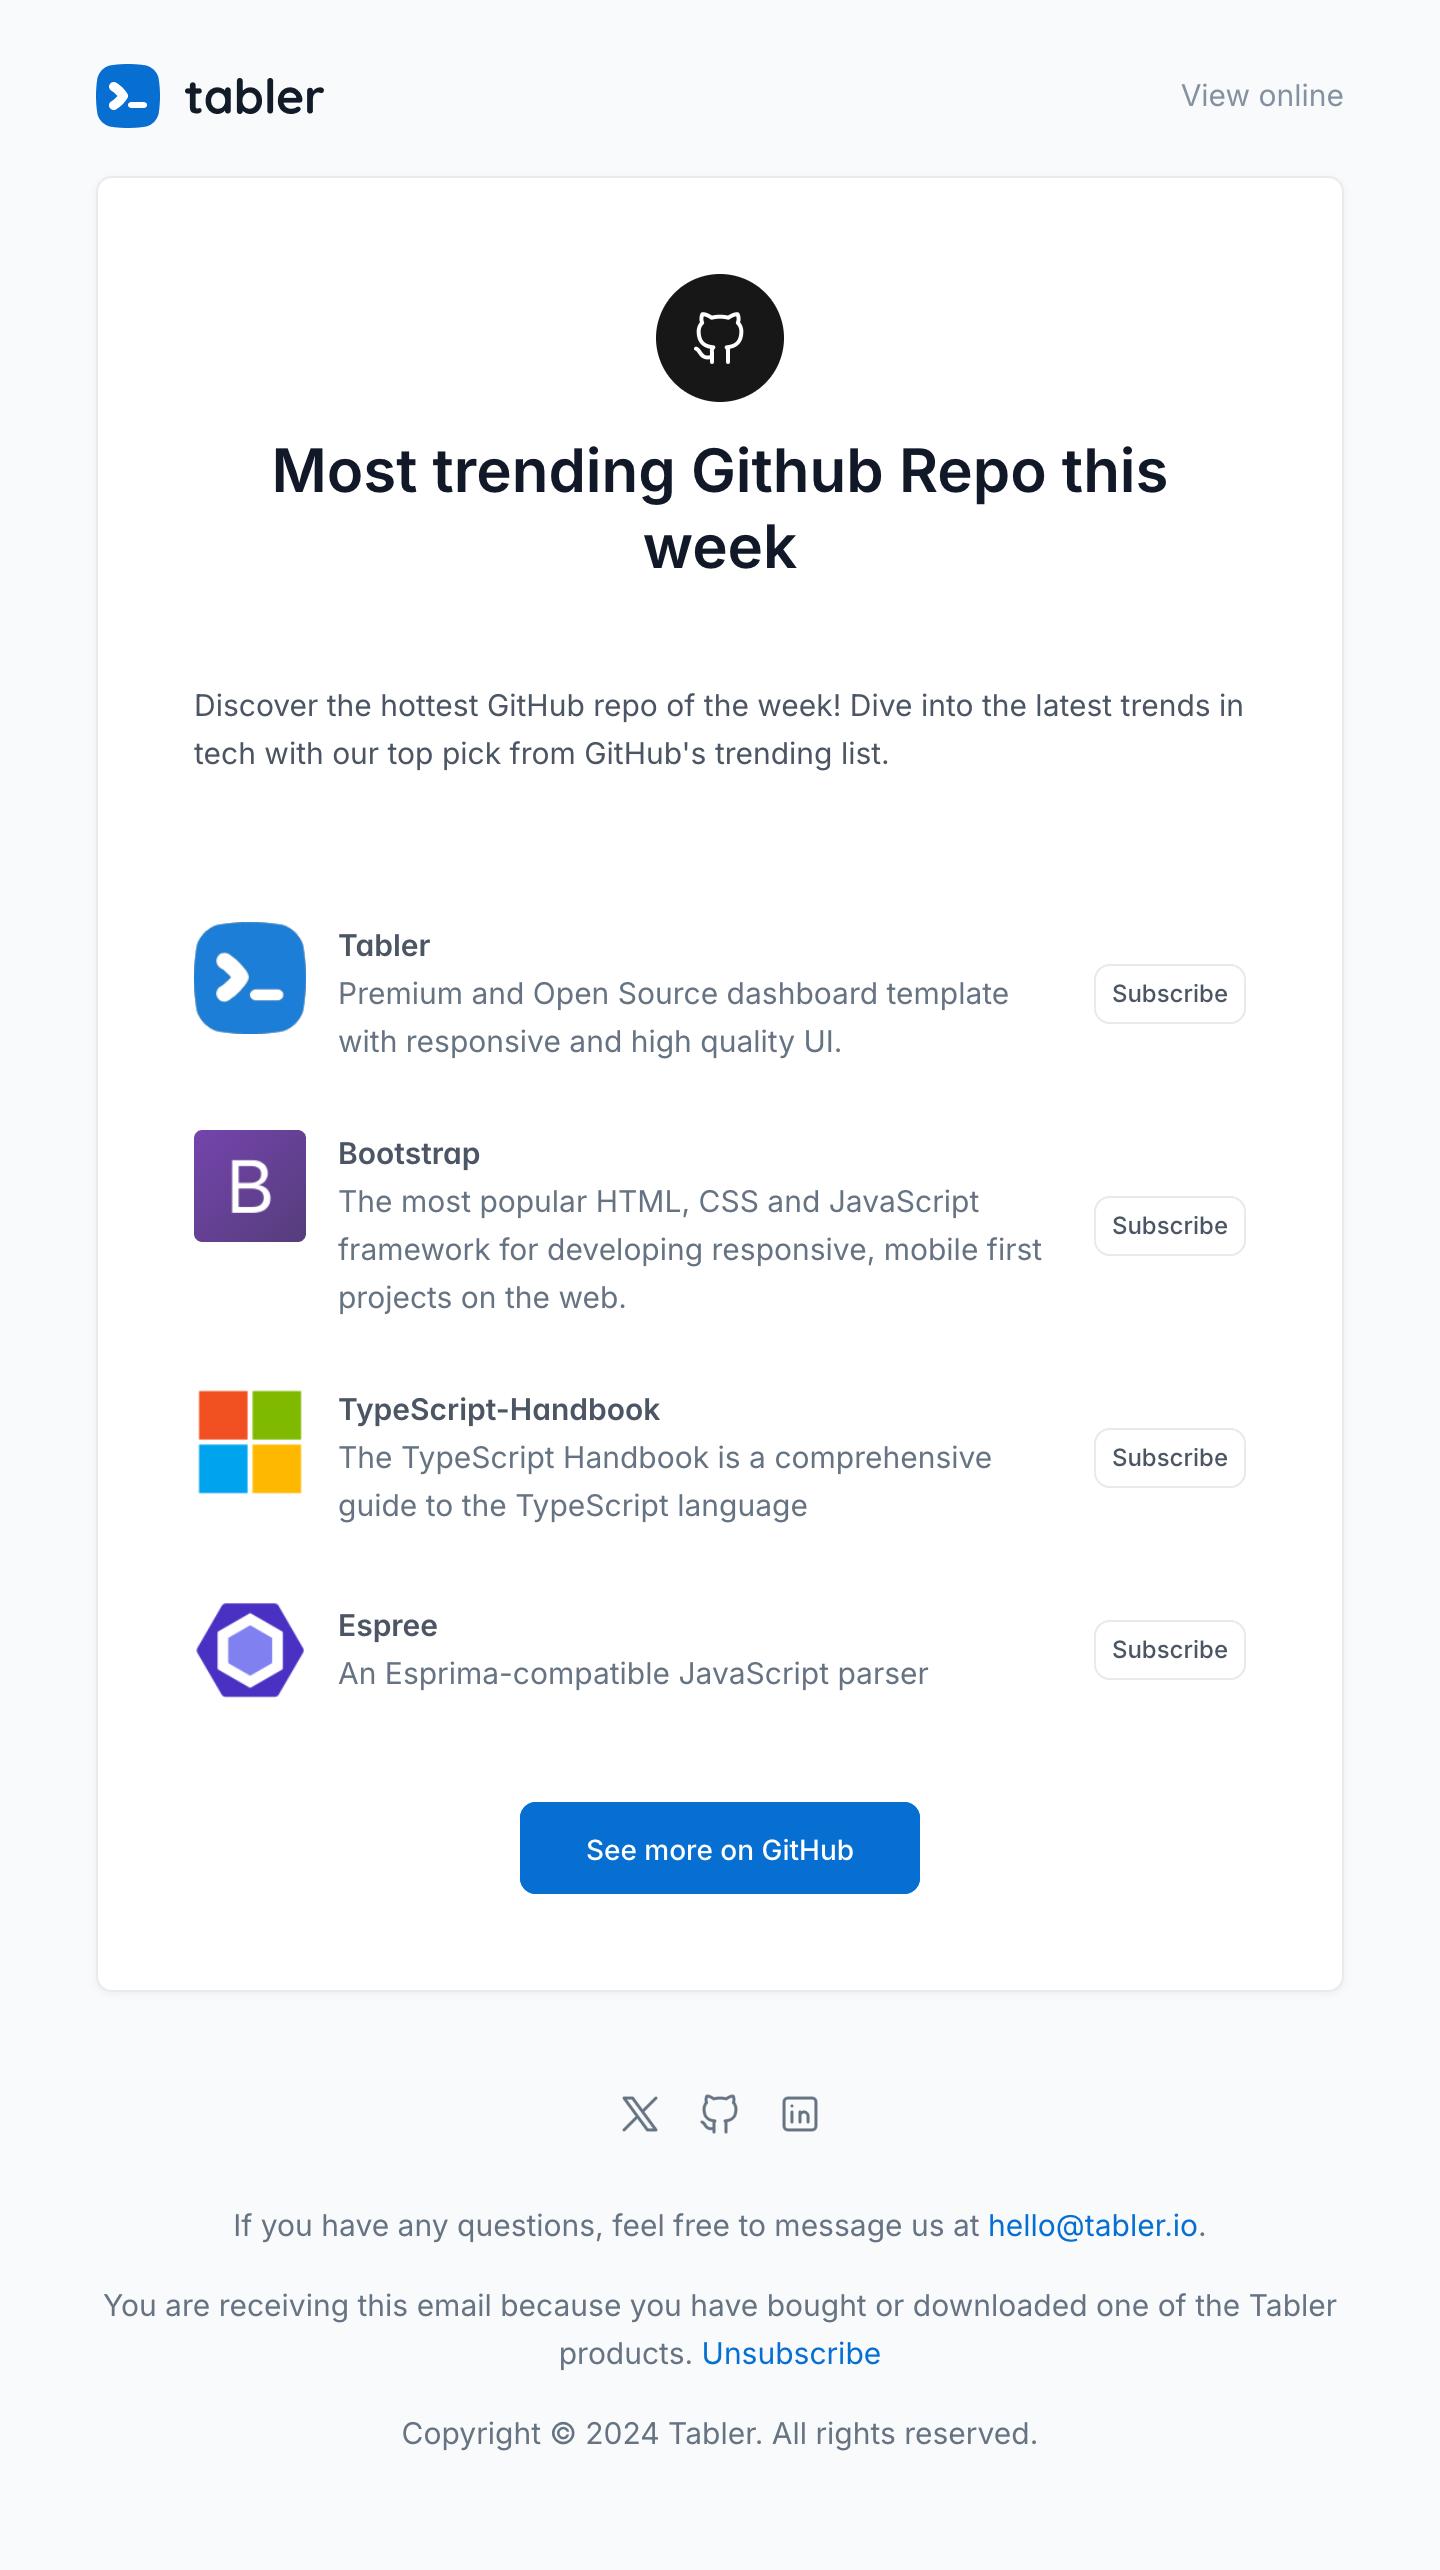 tabler
View online
Most trending Github Repo this
week
Discover the hottest GitHub repo of the week! Dive into the latest trends in
tech with our top pick from GitHub's trending list.
Tabler
Premium and Open Source dashboard template
with responsive and high quality UI.
Subscribe
B
Bootstrap
The most popular HTML, CSS and JavaScript
framework for developing responsive, mobile first
projects on the web.
Subscribe
TypeScript-Handbook
The TypeScript Handbook is a comprehensive
guide to the TypeScript language
Subscribe
Espree
An Esprima-compatible JavaScript parser
Subscribe
See more on GitHub
in
If you have any questions, feel free to message us at hello@tabler.io.
You are receiving this email because you have bought or downloaded one of the Tabler
products. Unsubscribe
Copyright © 2024 Tabler. All rights reserved.